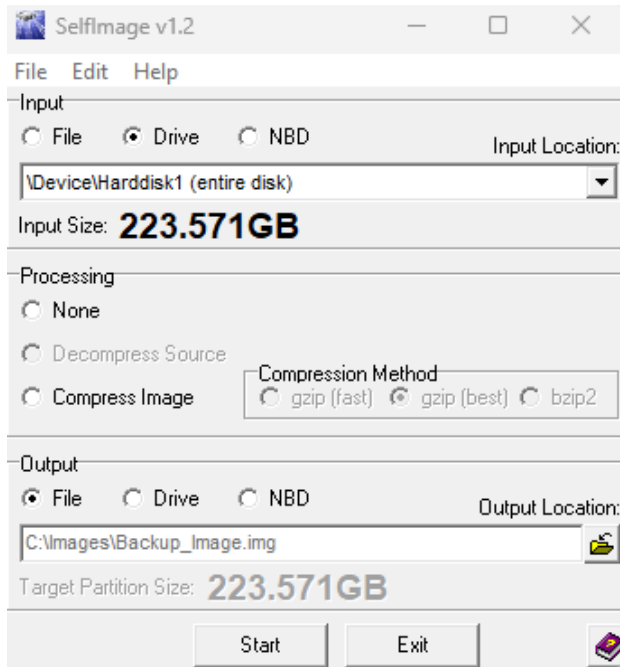 SelfImage v1.2
File Edit Help
Input
File Drive NBD
Input Location:
\Device\Harddisk1 (entire disk)
Input Size: 223.571GB
Processing
None
Decompress Source
Compression Method
Compress Image gzip (fast) gzip (best) bzip2
Output
File Drive NBD
Output Location:
C:\Images\Backup_Image.img
Target Partition Size: 223.571GB
Start Exit